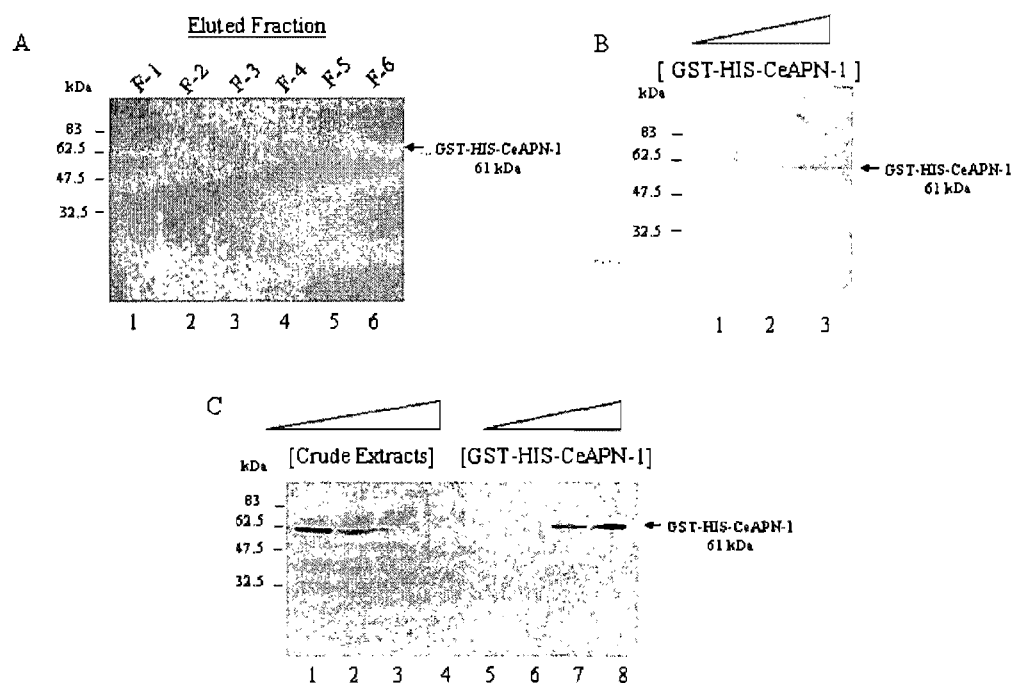 A
Eluted Fraction
F-1 F-2 F-3 F-4 F-5 F-6
kDa
83
62.5
47.5
32.5
GST-HIS-CeAPN-1
61 kDa
1 2 3 4 5 6
B
[ GST-HIS-CeAPN-1 ]
kDa
83
62.5
47.5
32.5
GST-HIS-CeAPN-1
61 kDa
1 2 3
C
[Crude Extracts] [GST-HIS-CeAPN-1]
kDa
83
62.5
47.5
32.5
GST-HIS-CeAPN-1
61 kDa
1 2 3 4 5 6 7 8